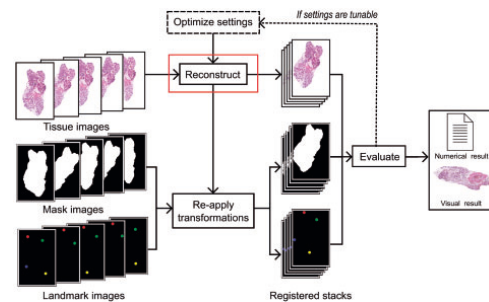 Optimize settings
If settings are tunable
Reconstruct
Tissue images
Evaluate
Numerical result
Visual result
Mask images
Re-apply
transformations
Landmark images
Registered stacks